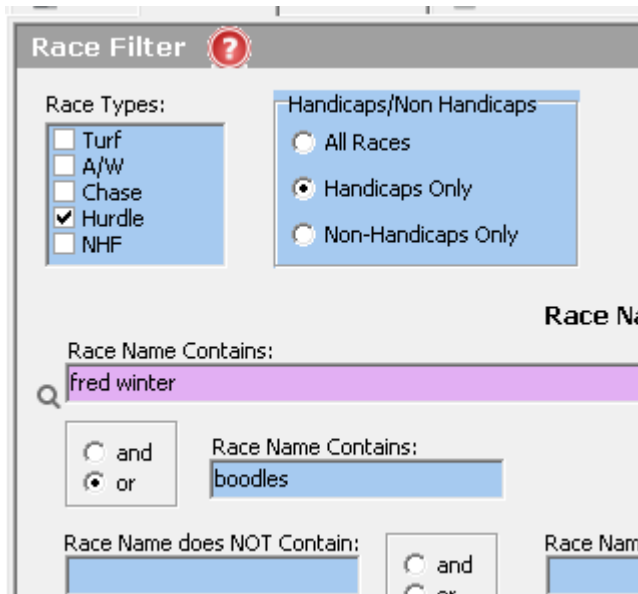 Race Filter ?
Race Types:
Turf
A/W
Chase
Hurdle
NHF
Handicaps/Non Handicaps
All Races
Handicaps Only
Non-Handicaps Only
Race Name Contains:
fred winter
and
or
Race Name Contains:
boodles
Race Name does NOT Contain:
and
or